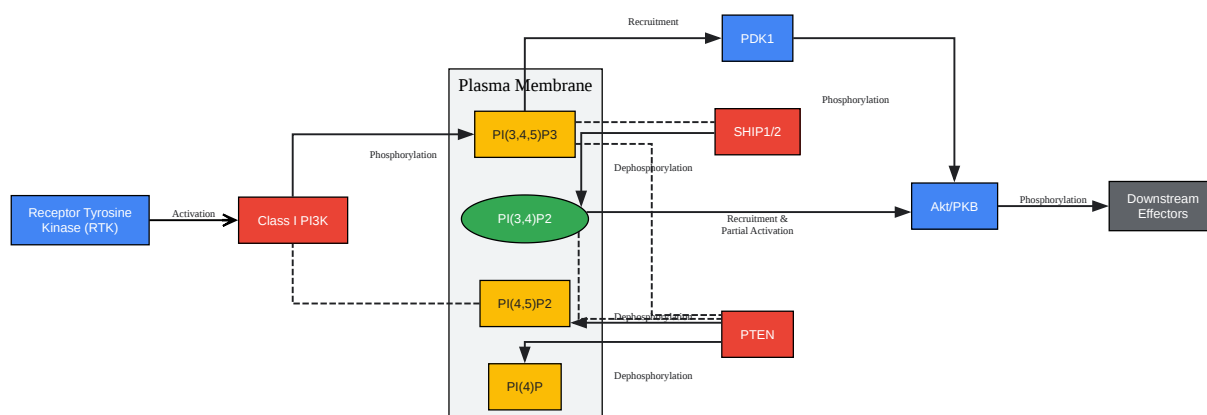 Recruitment
PDK1
Plasma Membrane
Phosphorylation
PI(3,4,5)P3
SHIP1/2
Phosphorylation
Dephosphorylation
Receptor Tyrosine
Kinase (RTK)
Activation
Class I PI3K
PI(3,4)P2
Recruitment &
Partial Activation
Akt/PKB
Phosphorylation
Downstream
Effectors
PI(4,5)P2
Dephosphorylation
PTEN
PI(4)P
Dephosphorylation